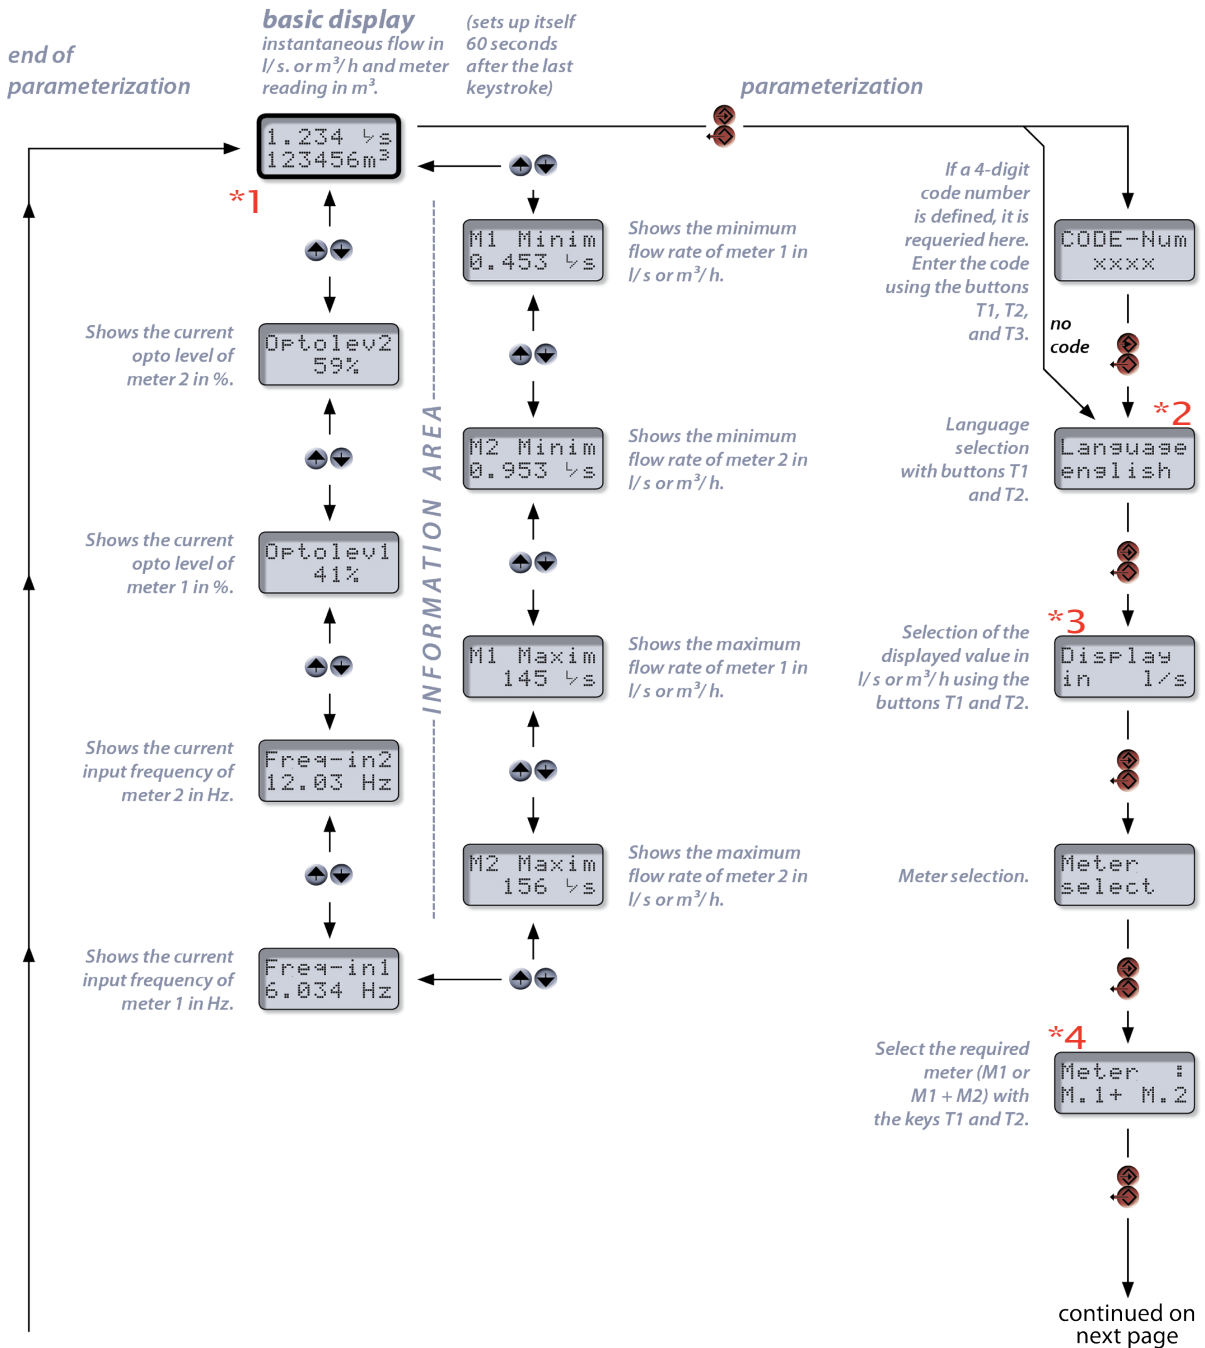 end of
parameterization
basic display
instantaneous flow in
l/ s. or m³/ h and meter
reading in m³.
(sets up itself
60 seconds
after the last
keystroke)
parameterization
1.234 l/s
123456m³
*1
Optolev2
59%
Shows the current
opto level of
meter 2 in %.
Optolev1
41%
Shows the current
opto level of
meter 1 in %.
Freq-in2
12.03 Hz
Shows the current
input frequency of
meter 2 in Hz.
Freq-in1
6.034 Hz
Shows the current
input frequency of
meter 1 in Hz.
INFORMATION AREA
M1 Minim
0.453 l/s
Shows the minimum
flow rate of meter 1 in
l/ s or m³/ h.
M2 Minim
0.953 l/s
Shows the minimum
flow rate of meter 2 in
l/ s or m³/ h.
M1 Maxim
145 l/s
Shows the maximum
flow rate of meter 1 in
l/ s or m³/ h.
M2 Maxim
156 l/s
Shows the maximum
flow rate of meter 2 in
l/ s or m³/ h.
If a 4-digit
code number
is defined, it is
requeried here.
Enter the code
using the buttons
T1, T2,
and T3.
no
code
CODE-Num
xxxx
*2
Language
selection
with buttons T1
and T2.
Language
english
*3
Selection of the
displayed value in
l/ s or m³/ h using the
buttons T1 and T2.
Display
in l/s
Meter selection.
Meter
select
*4
Select the required
meter (M1 or
M1 + M2) with
the keys T1 and T2.
Meter :
M.1+ M.2
continued on
next page